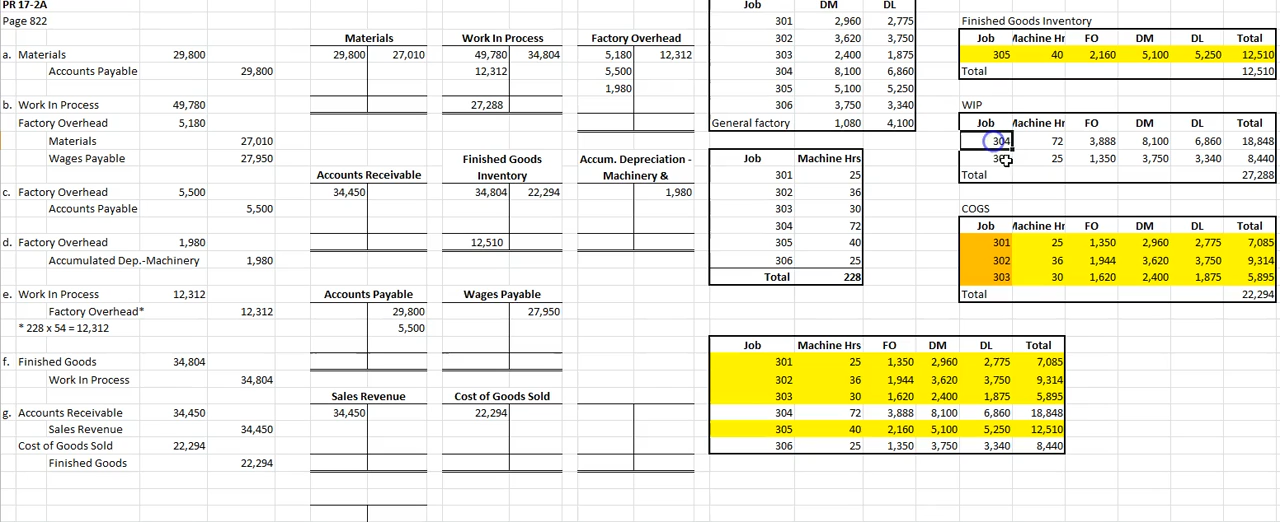 PR 17-2A
Page 822
a. Materials 29,800
Accounts Payable 29,800
b. Work In Process 49,780
Factory Overhead 5,180
Materials 27,010
Wages Payable 27,950
c. Factory Overhead 5,500
Accounts Payable 5,500
d. Factory Overhead 1,980
Accumulated Dep.-Machinery 1,980
e. Work In Process 12,312
Factory Overhead* 12,312
* 228 x 54 = 12,312
f. Finished Goods 34,804
Work In Process 34,804
g. Accounts Receivable 34,450
Sales Revenue 34,450
Cost of Goods Sold 22,294
Finished Goods 22,294
Materials
29,800 27,010
Work In Process
49,780 34,804
12,312
27,288
Factory Overhead
5,180 12,312
5,500
1,980
Accounts Receivable
34,450
Finished Goods
Inventory
34,804 22,294
12,510
Accum. Depreciation -
Machinery &
1,980
Accounts Payable
29,800
5,500
Wages Payable
27,950
Sales Revenue
34,450
Cost of Goods Sold
22,294
Job DM DL
301 2,960 2,775
302 3,620 3,750
303 2,400 1,875
304 8,100 6,860
305 5,100 5,250
306 3,750 3,340
General factory 1,080 4,100
Job Machine Hrs
301 25
302 36
303 30
304 72
305 40
306 25
Total 228
Job Machine Hrs FO DM DL Total
301 25 1,350 2,960 2,775 7,085
302 36 1,944 3,620 3,750 9,314
303 30 1,620 2,400 1,875 5,895
304 72 3,888 8,100 6,860 18,848
305 40 2,160 5,100 5,250 12,510
306 25 1,350 3,750 3,340 8,440
Finished Goods Inventory
Job Machine Hr FO DM DL Total
305 40 2,160 5,100 5,250 12,510
Total 12,510
WIP
Job Machine Hr FO DM DL Total
304 72 3,888 8,100 6,860 18,848
25 1,350 3,750 3,340 8,440
Total 27,288
COGS
Job Machine Hr FO DM DL Total
301 25 1,350 2,960 2,775 7,085
302 36 1,944 3,620 3,750 9,314
303 30 1,620 2,400 1,875 5,895
Total 22,294